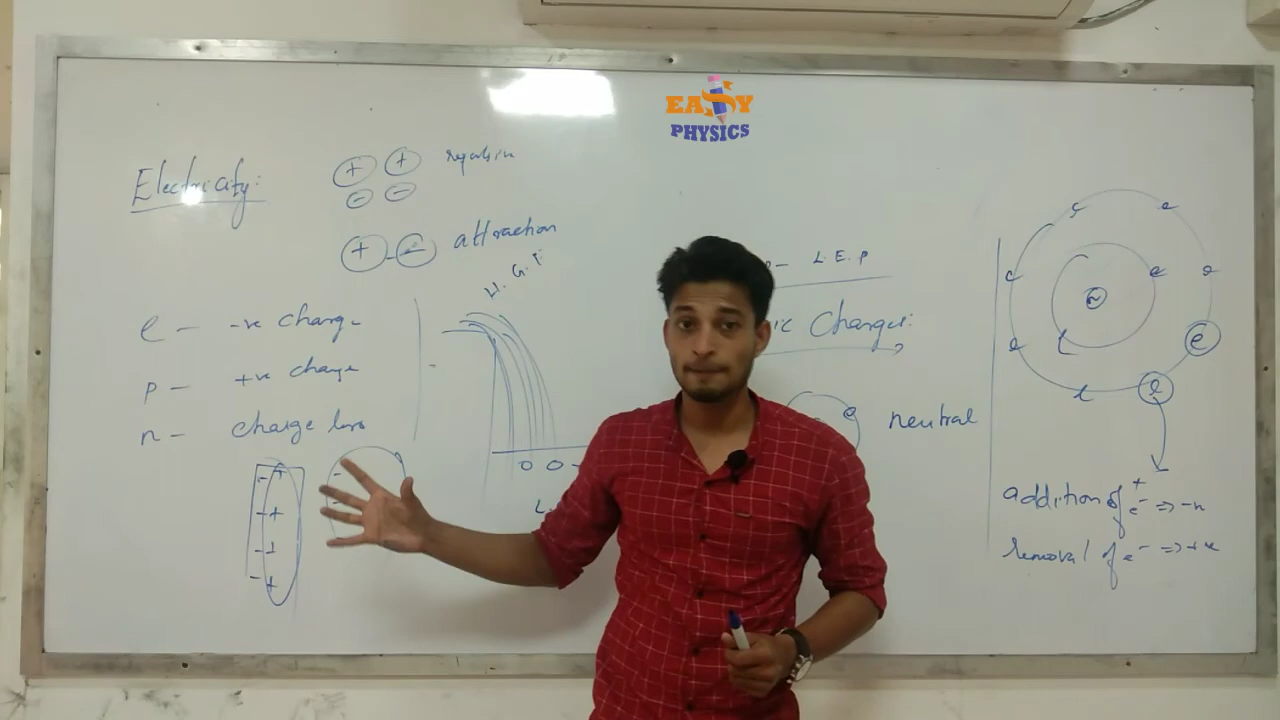 EASY
PHYSICS
Electricity:
+ + repulsion
- -
+ - attraction
H. G. P.
L. E. P
ic Charges:
e - -ve charge
p - +ve charge
n - charge less
neutral
e
e e e e e e e e
addition of e⁻ => -ve
removal of e⁻ => +ve